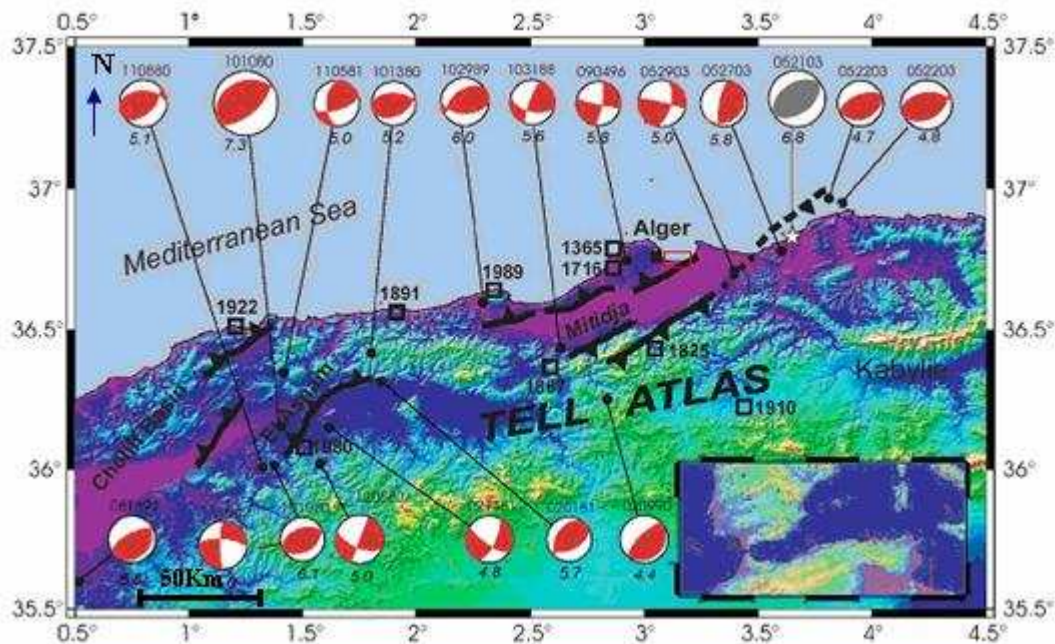 0.5° 1° 1.5° 2° 2.5° 3° 3.5° 4° 4.5°
37.5° 37.5°
N
110880 101080 110581 101380 102989 103188 090496 052903 052703 052103 052203 052203
5.1 7.3 5.0 5.2 6.0 5.6 5.6 5.0 5.8 6.8 4.7 4.8
37° 37°
Mediterranean Sea
Alger
1365
1716
1989
1922
1891
36.5° 36.5°
Mitidja
1825
1867
Kabylie
TELL ATLAS
1910
El Asnam
1980
36° 36°
6.1 5.0 4.8 5.7 4.4
50Km
35.5° 35.5°
0.5° 1° 1.5° 2° 2.5° 3° 3.5° 4° 4.5°